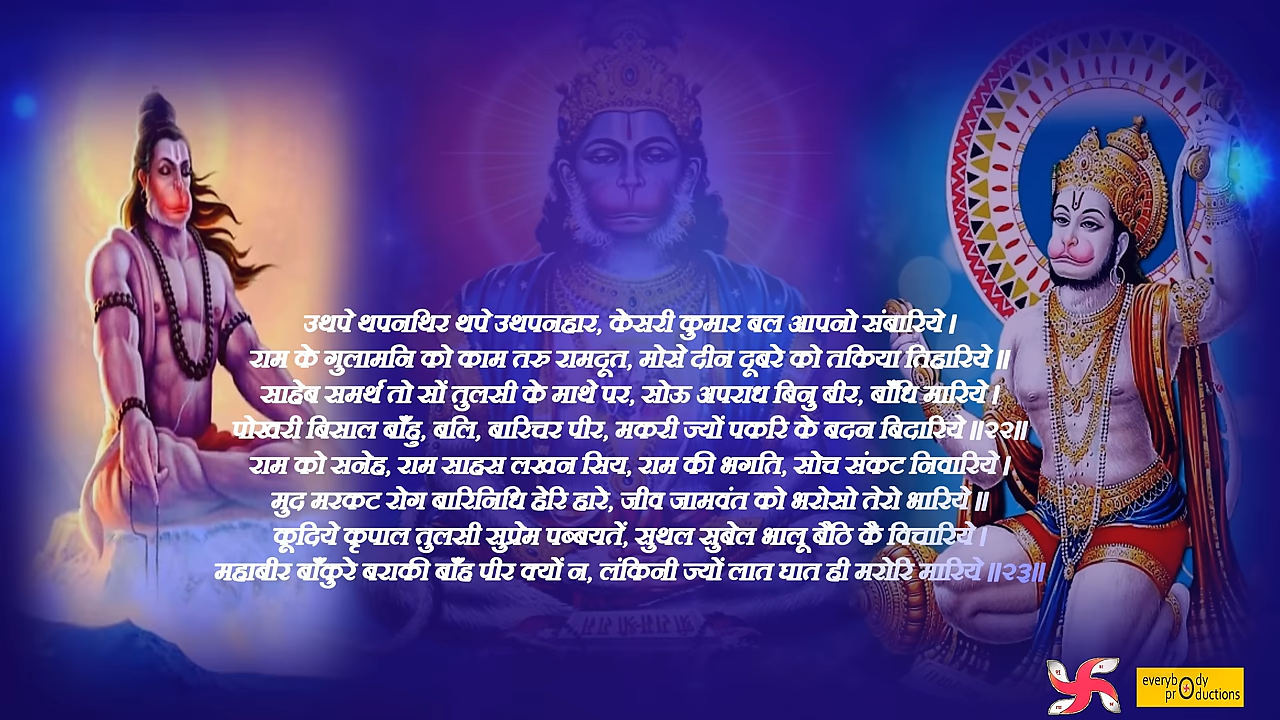 उथपे थपनथिर थपे उथपनहार, केसरी कुमार बल आपनो संबारिये ।
राम के गुलामनि को काम तरु रामदूत, मोसे दीन दूबरे को तकिया तिहारिये ॥
साहेब समर्थ तो सों तुलसी के माथे पर, सोऊ अपराध बिनु बीर, बाँधि मारिये ।
पोखरी बिसाल बाँहु, बलि, बारिचर पीर, मकरी ज्यों पकरि के बदन बिदारिये ॥२२॥
राम को सनेह, राम साहस लखन सिय, राम की भगति, सोच संकट निवारिये ।
मुद मरकट रोग बारिनिधि हेरि हारे, जीव जामवंत को भरोसो तेरो भारिये ॥
कूदिये कृपाल तुलसी सुप्रेम पब्बयतें, सुथल सुबेल भालू बैठि कै विचारिये ।
महाबीर बाँकुरे बराकी बाँह पीर क्यों न, लंकिनी ज्यों लात घात ही मरोरि मारिये ॥२३॥
everybody
productions